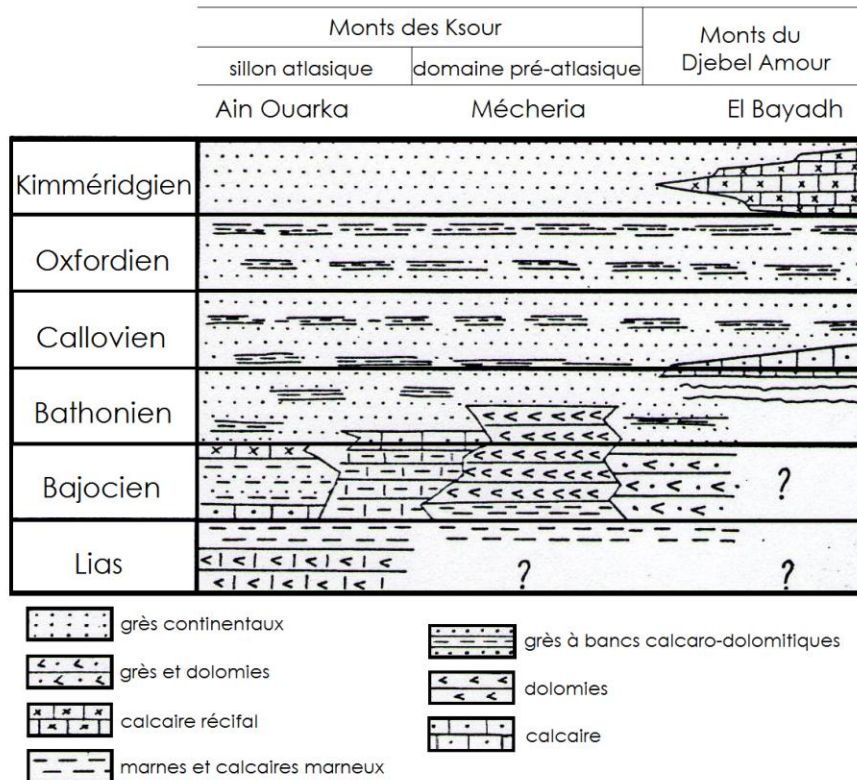 Monts des Ksour
Monts du
Djebel Amour
sillon atlasique
domaine pré-atlasique
Ain Ouarka
Mécheria
El Bayadh
Kimméridgien
Oxfordien
Callovien
Bathonien
Bajocien
?
Lias
?
?
grès continentaux
grès et dolomies
calcaire récifal
marnes et calcaires marneux
grès à bancs calcaro-dolomitiques
dolomies
calcaire